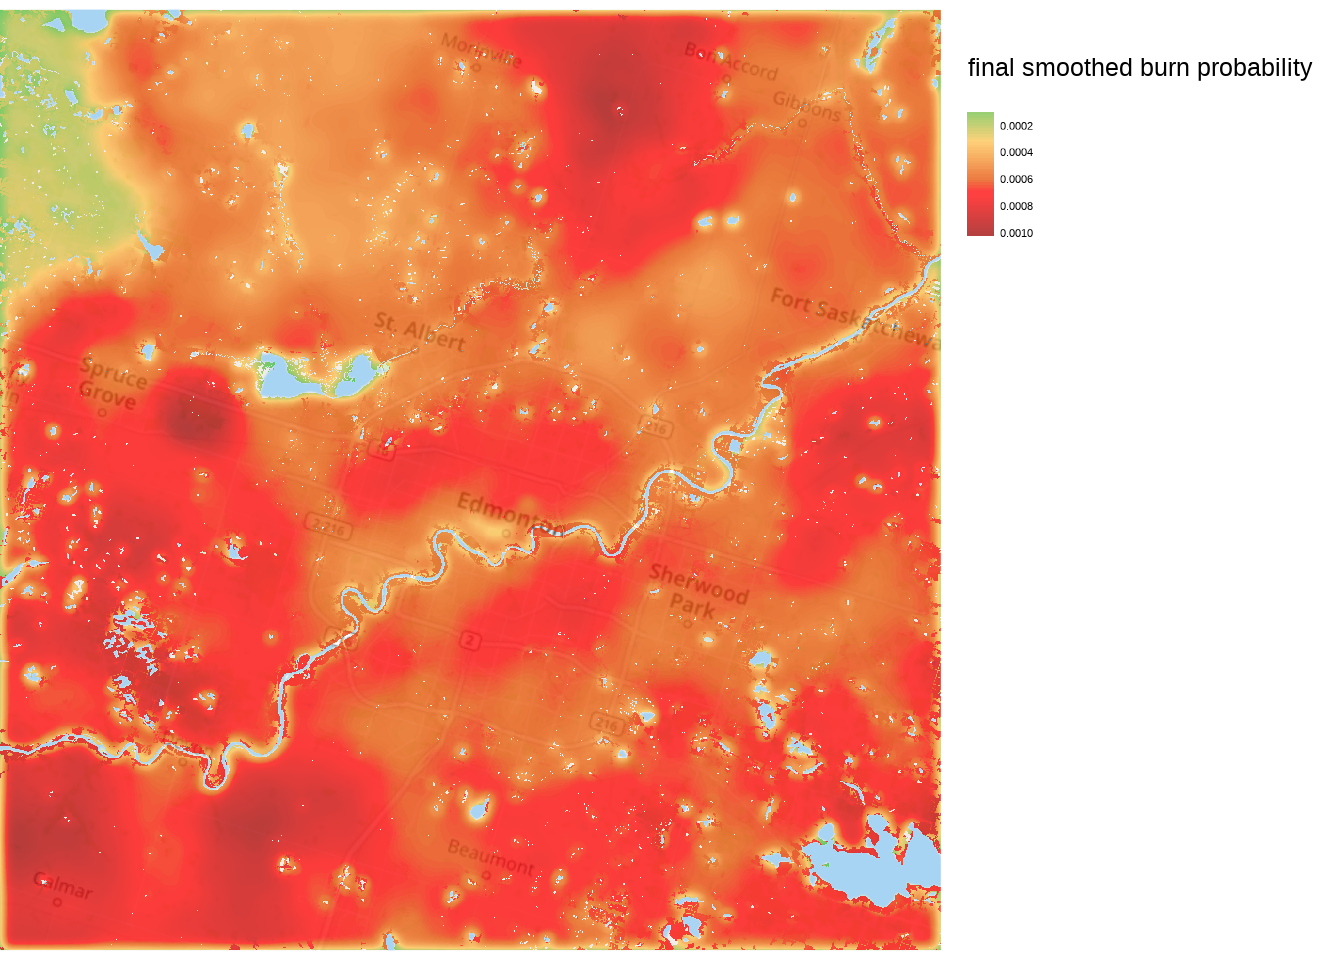 final smoothed burn probability
0.0002
0.0004
0.0006
0.0008
0.0010
Morinville
Bon Accord
Gibbons
Fort Saskatchewa
St. Albert
Spruce
Grove
216
16
Edmonton
2;216
Sherwood
Park
2
216
Beaumont
Calmar